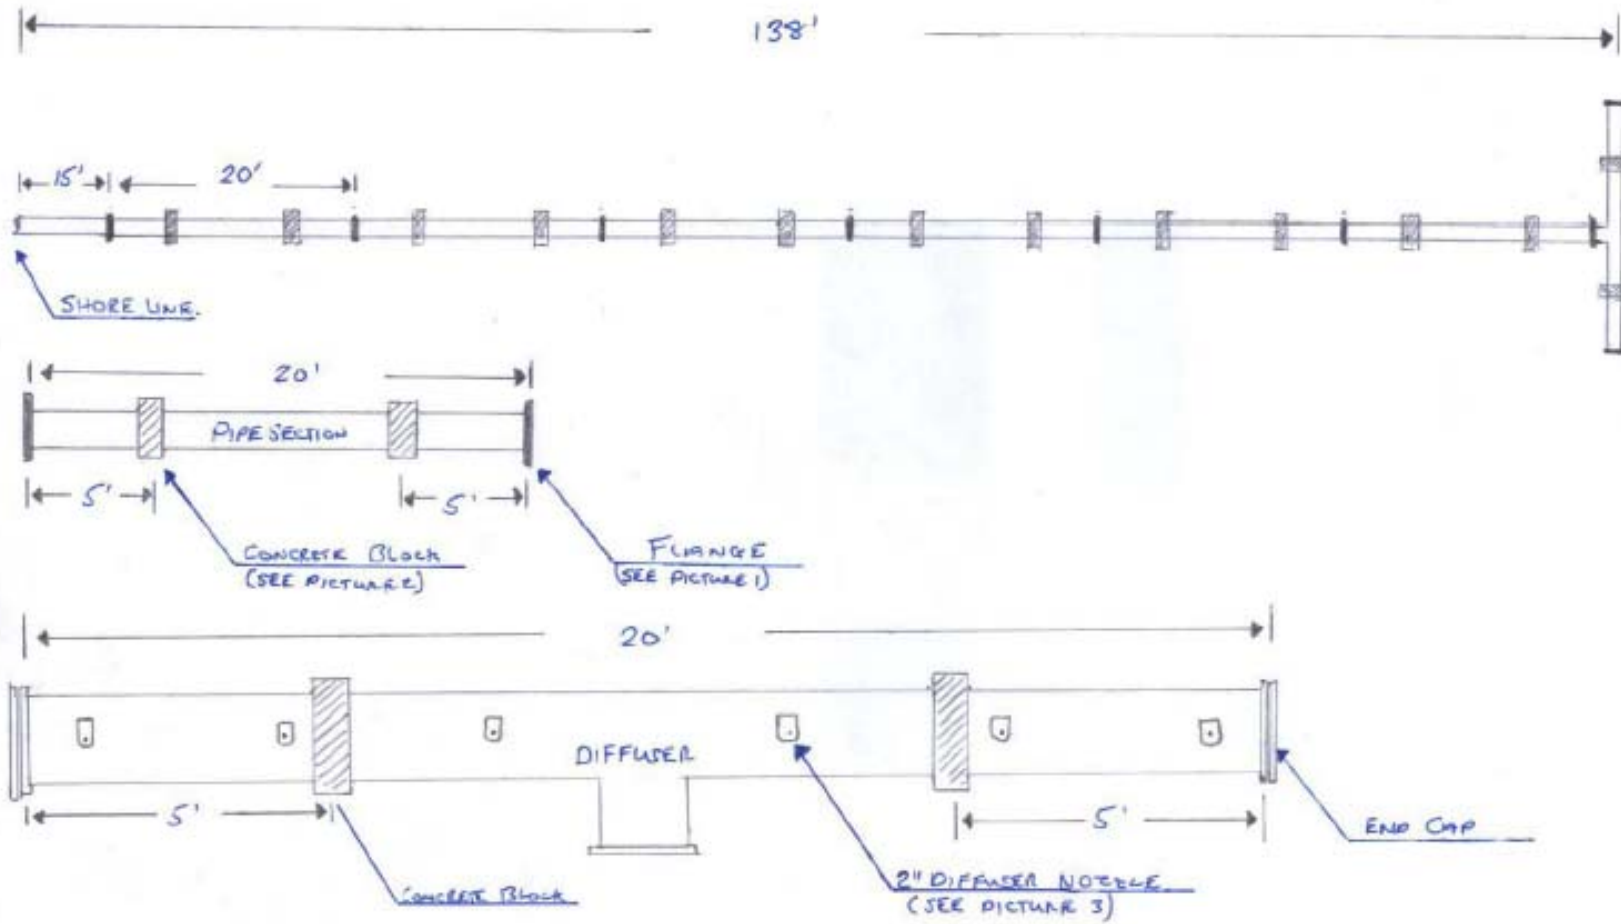 138'
15'
20'
SHORE LINE.
20'
PIPE SECTION
5'
5'
CONCRETE BLOCK
(SEE PICTURE 2)
FLANGE
(SEE PICTURE 1)
20'
DIFFUSER
5'
5'
END CAP
CONCRETE BLOCK
2" DIFFUSER NOZZLE
(SEE PICTURE 3)